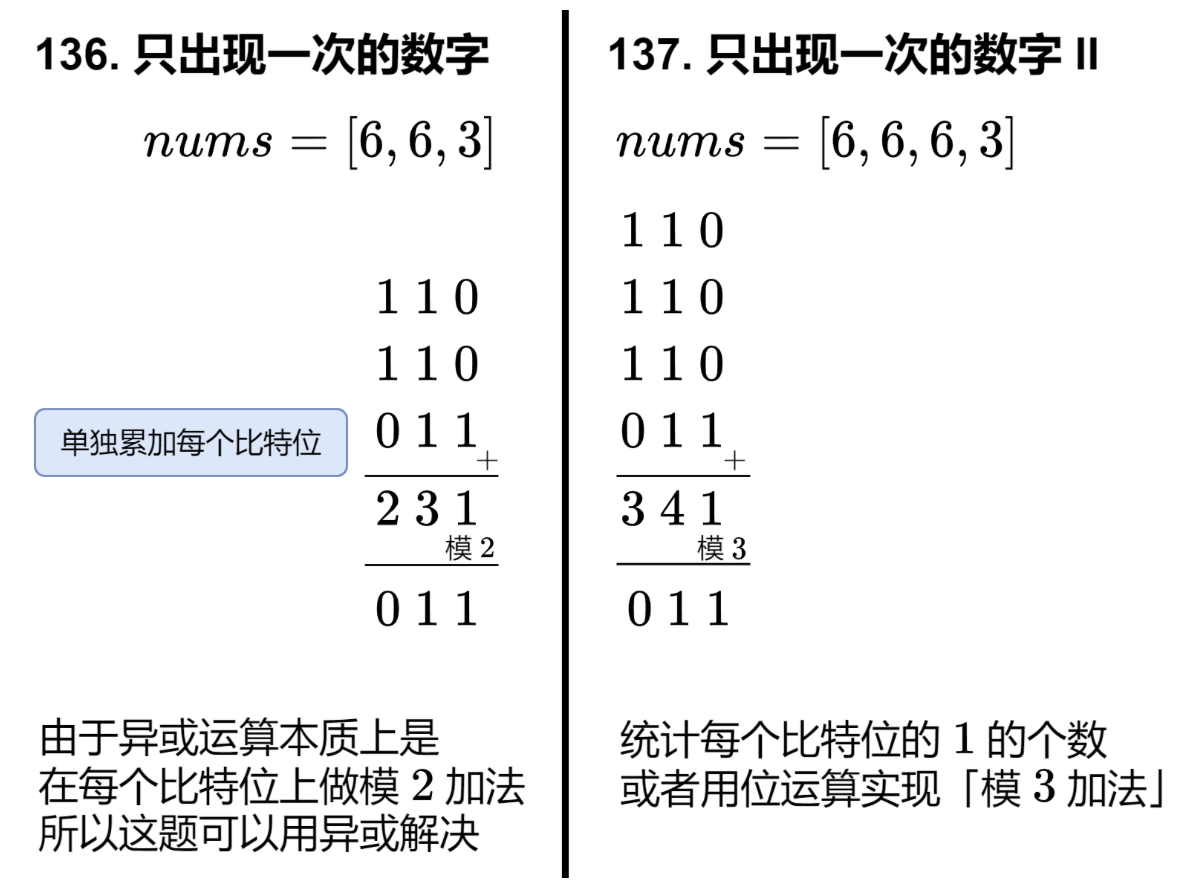 136. 只出现一次的数字
nums = [6, 6, 3]
1 1 0
1 1 0
单独累加每个比特位
0 1 1
+
2 3 1
模 2
0 1 1
由于异或运算本质上是
在每个比特位上做模 2 加法
所以这题可以用异或解决
137. 只出现一次的数字 II
nums = [6, 6, 6, 3]
1 1 0
1 1 0
1 1 0
0 1 1
+
3 4 1
模 3
0 1 1
统计每个比特位的 1 的个数
或者用位运算实现「模 3 加法」